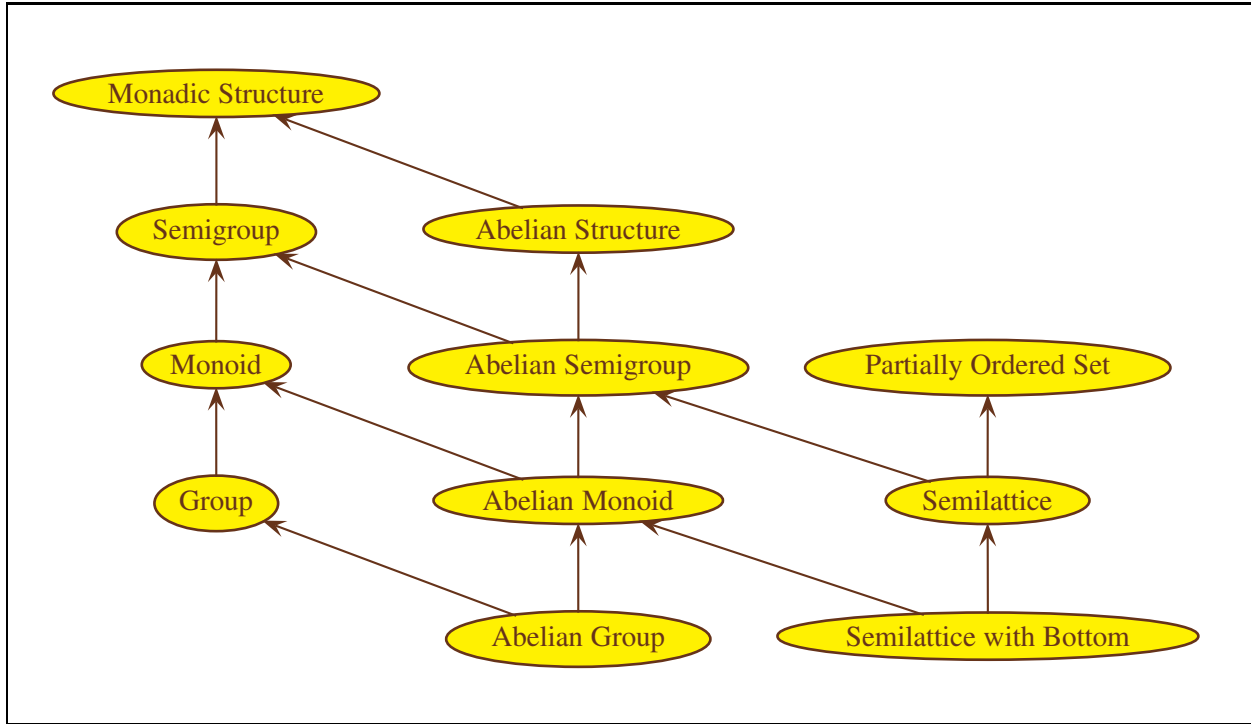 Monadic Structure
Semigroup
Abelian Structure
Monoid
Abelian Semigroup
Partially Ordered Set
Group
Abelian Monoid
Semilattice
Abelian Group
Semilattice with Bottom